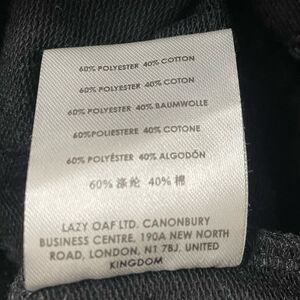 60% POLYESTER 40% COTTON
60% POLYESTER 40% COTON
60% POLYESTER 40% BAUMWOLLE
60%POLIESTERE 40% COTONE
60% POLYÉSTER 40% ALGODÓN
60% 涤纶 40% 棉
LAZY OAF LTD. CANONBURY
BUSINESS CENTRE, 190A NEW NORTH
ROAD, LONDON, N1 7BJ, UNITED
KINGDOM